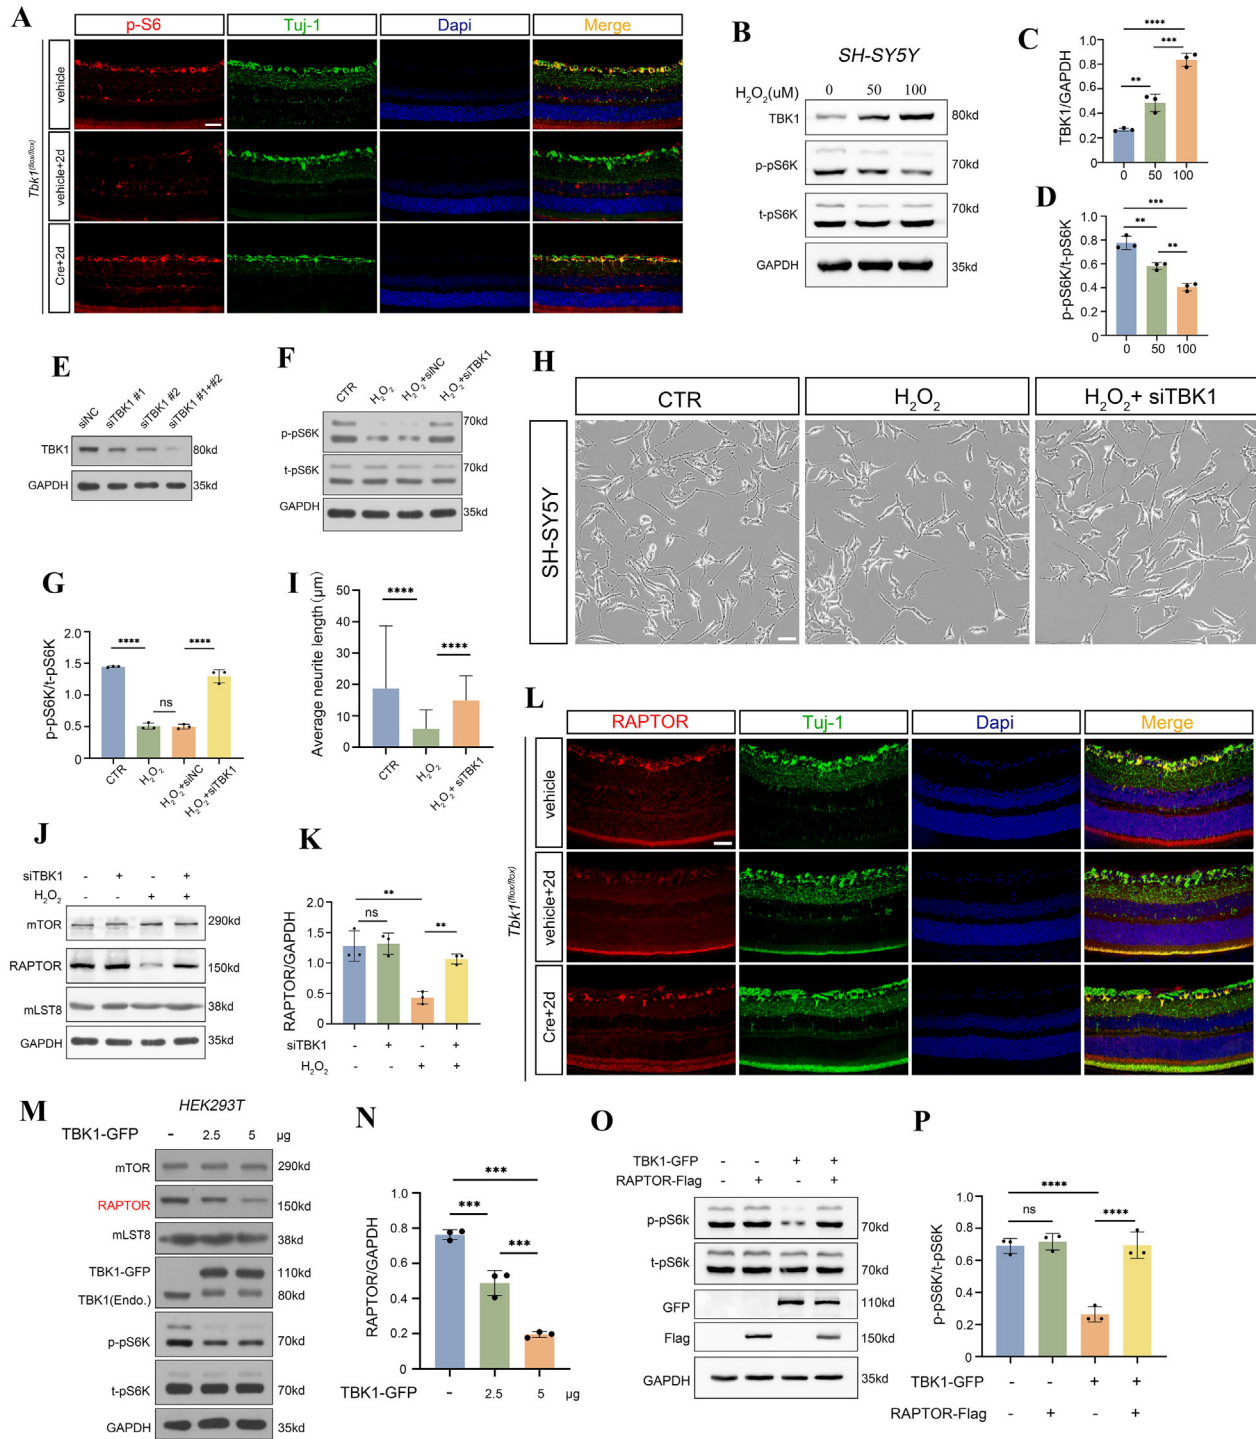 A
p-S6
Tuj-1
Dapi
Merge
Tbk1(flox/flox)
vehicle
vehicle+2d
Cre+2d
B
SH-SY5Y
H2O2(uM)
0 50 100
TBK1 80kd
p-pS6K 70kd
t-pS6K 70kd
GAPDH 35kd
C
TBK1/GAPDH
1.0
0.8
0.6
0.4
0.2
0
****
***
**
0 50 100
D
p-pS6K/t-pS6K
1.0
0.8
0.6
0.4
0.2
0
***
**
**
0 50 100
E
siNC
siTBK1 #1
siTBK1 #2
siTBK1 #1+#2
TBK1 80kd
GAPDH 35kd
F
CTR
H2O2
H2O2+siNC
H2O2+siTBK1
p-pS6K 70kd
t-pS6K 70kd
GAPDH 35kd
G
p-pS6K/t-pS6K
2.0
1.5
1.0
0.5
0
****
ns
****
CTR
H2O2
H2O2+siNC
H2O2+siTBK1
H
CTR
H2O2
H2O2+ siTBK1
SH-SY5Y
I
Average neurite length (μm)
50
40
30
20
10
0
****
****
CTR
H2O2
H2O2+ siTBK1
J
siTBK1 - + - +
H2O2 - - + +
mTOR 290kd
RAPTOR 150kd
mLST8 38kd
GAPDH 35kd
K
RAPTOR/GAPDH
2.0
1.5
1.0
0.5
0
**
ns
**
siTBK1 - + - +
H2O2 - - + +
L
RAPTOR
Tuj-1
Dapi
Merge
Tbk1(flox/flox)
vehicle
vehicle+2d
Cre+2d
M
HEK293T
TBK1-GFP - 2.5 5 μg
mTOR 290kd
RAPTOR 150kd
mLST8 38kd
TBK1-GFP 110kd
TBK1(Endo.) 80kd
p-pS6K 70kd
t-pS6K 70kd
GAPDH 35kd
N
RAPTOR/GAPDH
1.0
0.8
0.6
0.4
0.2
0
***
***
***
TBK1-GFP - 2.5 5 μg
O
TBK1-GFP - - + +
RAPTOR-Flag - + - +
p-pS6k 70kd
t-pS6k 70kd
GFP 110kd
Flag 150kd
GAPDH 35kd
P
p-pS6K/t-pS6K
1.0
0.8
0.6
0.4
0.2
0
****
ns
****
TBK1-GFP - - + +
RAPTOR-Flag - + - +